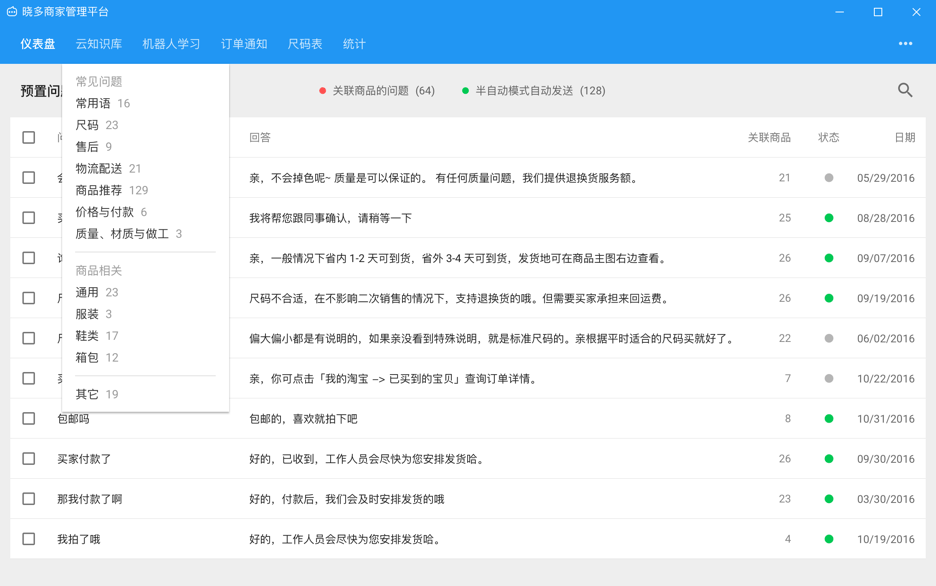 晓多商家管理平台
仪表盘 云知识库 机器人学习 订单通知 尺码表 统计
预置问 关联商品的问题 (64) 半自动模式自动发送 (128)
常见问题
常用语 16
尺码 23
售后 9
物流配送 21
商品推荐 129
价格与付款 6
质量、材质与做工 3
商品相关
通用 23
服装 3
鞋类 17
箱包 12
其它 19
回答 关联商品 状态 日期
亲，不会掉色呢~ 质量是可以保证的。 有任何质量问题，我们提供退换货服务额。 21 05/29/2016
我将帮您跟同事确认，请稍等一下 25 08/28/2016
亲，一般情况下省内 1-2 天可到货，省外 3-4 天可到货，发货地可在商品主图右边查看。 26 09/07/2016
尺码不合适，在不影响二次销售的情况下，支持退换货的哦。但需要买家承担来回运费。 26 09/19/2016
偏大偏小都是有说明的，如果亲没看到特殊说明，就是标准尺码的。亲根据平时适合的尺码买就好了。 22 06/02/2016
亲，你可点击「我的淘宝 –> 已买到的宝贝」查询订单详情。 7 10/22/2016
包邮吗 包邮的，喜欢就拍下吧 8 10/31/2016
买家付款了 好的，已收到，工作人员会尽快为您安排发货哈。 26 09/30/2016
那我付款了啊 好的，付款后，我们会及时安排发货的哦 23 03/30/2016
我拍了哦 好的，工作人员会尽快为您安排发货哈。 4 10/19/2016